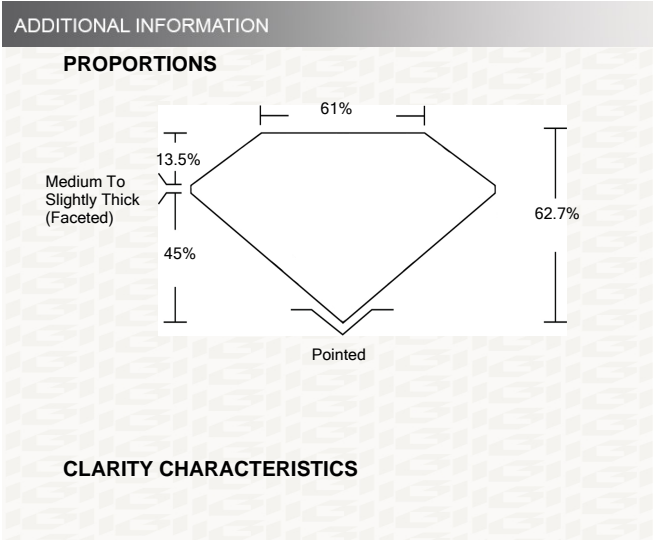 ADDITIONAL INFORMATION
PROPORTIONS
61%
13.5%
Medium To
Slightly Thick
(Faceted)
62.7%
45%
Pointed
CLARITY CHARACTERISTICS